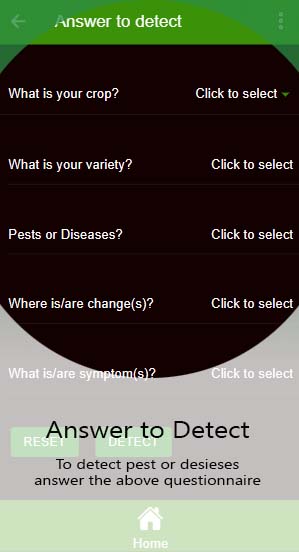 Answer to detect
What is your crop? Click to select
What is your variety? Click to select
Pests or Diseases? Click to select
Where is/are change(s)? Click to select
What is/are symptom(s)? Click to select
Answer to Detect
RESET DETECT
To detect pest or desieses
answer the above questionnaire
Home